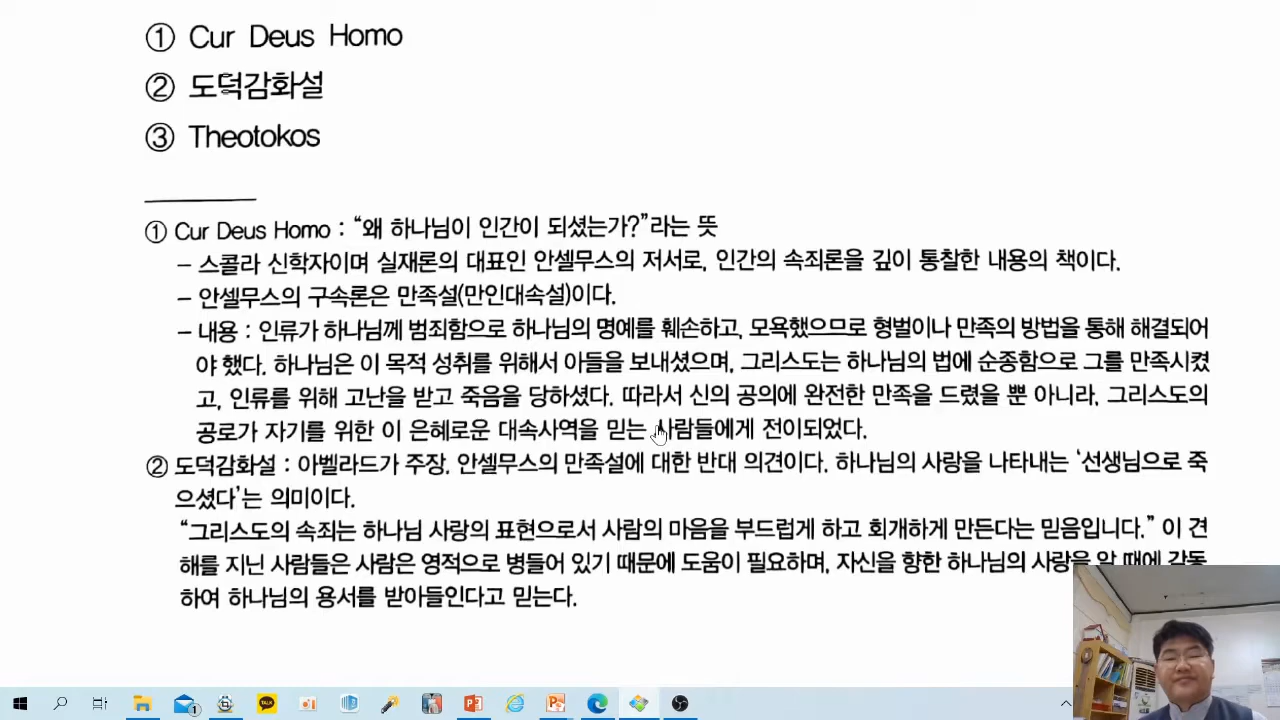 ① Cur Deus Homo
② 도덕감화설
③ Theotokos
① Cur Deus Homo : “왜 하나님이 인간이 되셨는가?”라는 뜻
– 스콜라 신학자이며 실재론의 대표인 안셀무스의 저서로, 인간의 속죄론을 깊이 통찰한 내용의 책이다.
– 안셀무스의 구속론은 만족설(만인대속설)이다.
– 내용 : 인류가 하나님께 범죄함으로 하나님의 명예를 훼손하고, 모욕했으므로 형벌이나 만족의 방법을 통해 해결되어
야 했다. 하나님은 이 목적 성취를 위해서 아들을 보내셨으며, 그리스도는 하나님의 법에 순종함으로 그를 만족시켰
고, 인류를 위해 고난을 받고 죽음을 당하셨다. 따라서 신의 공의에 완전한 만족을 드렸을 뿐 아니라, 그리스도의
공로가 자기를 위한 이 은혜로운 대속사역을 믿는 사람들에게 전이되었다.
② 도덕감화설 : 아벨라드가 주장, 안셀무스의 만족설에 대한 반대 의견이다. 하나님의 사랑을 나타내는 ‘선생님으로 죽
으셨다’는 의미이다.
“그리스도의 속죄는 하나님 사랑의 표현으로서 사람의 마음을 부드럽게 하고 회개하게 만든다는 믿음입니다.” 이 견
해를 지닌 사람들은 사람은 영적으로 병들어 있기 때문에 도움이 필요하며, 자신을 향한 하나님의 사랑을 알 때에 감동
하여 하나님의 용서를 받아들인다고 믿는다.
1
TALK